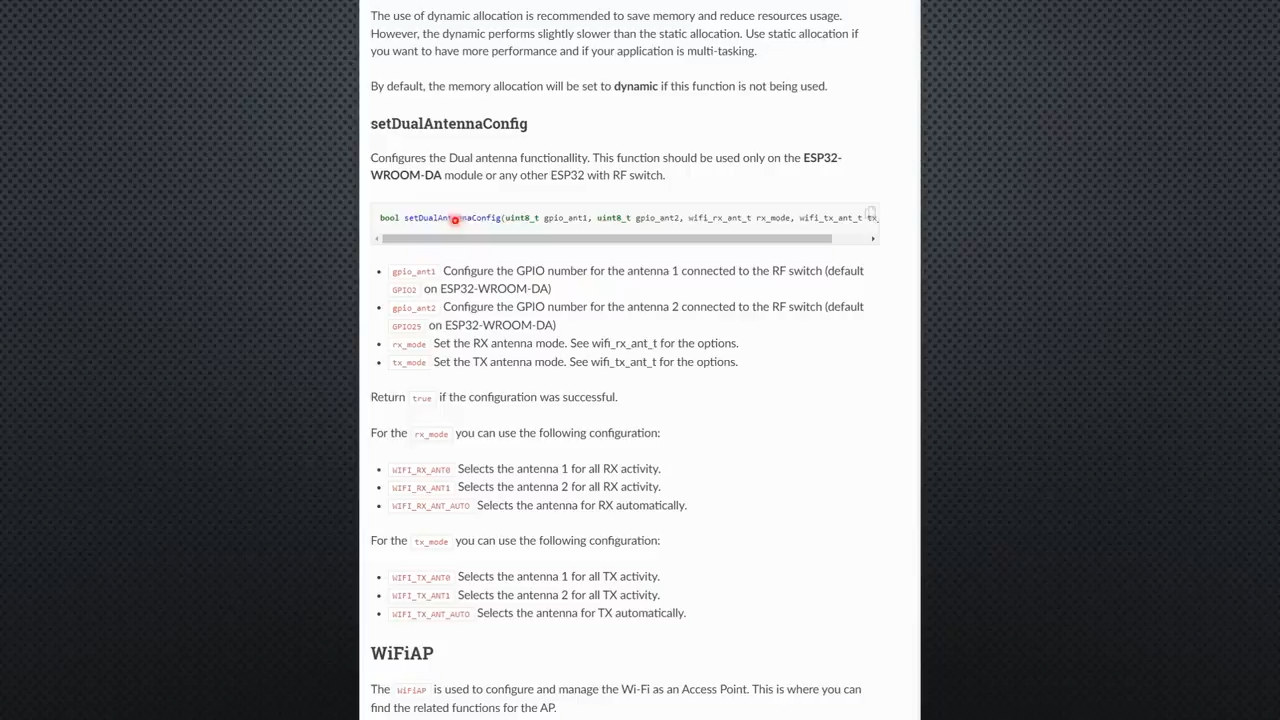 The use of dynamic allocation is recommended to save memory and reduce resources usage.
However, the dynamic performs slightly slower than the static allocation. Use static allocation if
you want to have more performance and if your application is multi-tasking.
By default, the memory allocation will be set to dynamic if this function is not being used.
setDualAntennaConfig
Configures the Dual antenna functionallity. This function should be used only on the ESP32-
WROOM-DA module or any other ESP32 with RF switch.
bool setDualAntennaConfig(uint8_t gpio_ant1, uint8_t gpio_ant2, wifi_rx_ant_t rx_mode, wifi_tx_ant_t tx_
gpio_ant1 Configure the GPIO number for the antenna 1 connected to the RF switch (default
GPIO2 on ESP32-WROOM-DA)
gpio_ant2 Configure the GPIO number for the antenna 2 connected to the RF switch (default
GPIO25 on ESP32-WROOM-DA)
rx_mode Set the RX antenna mode. See wifi_rx_ant_t for the options.
tx_mode Set the TX antenna mode. See wifi_tx_ant_t for the options.
Return true if the configuration was successful.
For the rx_mode you can use the following configuration:
WIFI_RX_ANT0 Selects the antenna 1 for all RX activity.
WIFI_RX_ANT1 Selects the antenna 2 for all RX activity.
WIFI_RX_ANT_AUTO Selects the antenna for RX automatically.
For the tx_mode you can use the following configuration:
WIFI_TX_ANT0 Selects the antenna 1 for all TX activity.
WIFI_TX_ANT1 Selects the antenna 2 for all TX activity.
WIFI_TX_ANT_AUTO Selects the antenna for TX automatically.
WiFiAP
The WiFiAP is used to configure and manage the Wi-Fi as an Access Point. This is where you can
find the related functions for the AP.